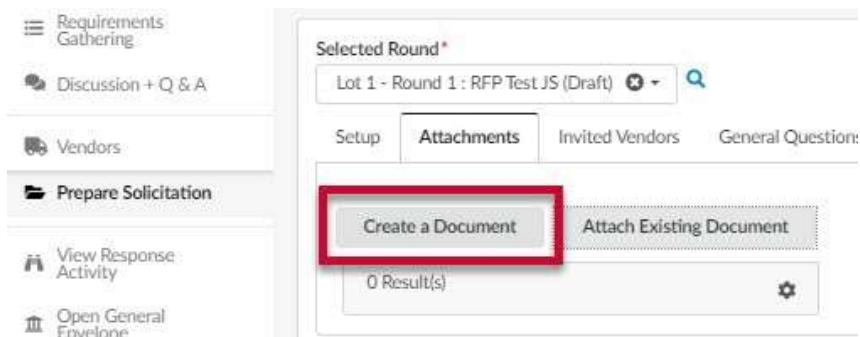 Requirements
Gathering
Discussion + Q & A
Vendors
Prepare Solicitation
View Response
Activity
Open General
Envelope
Selected Round*
Lot 1 - Round 1 : RFP Test JS (Draft)
Setup Attachments Invited Vendors General Questions
Create a Document Attach Existing Document
0 Result(s)